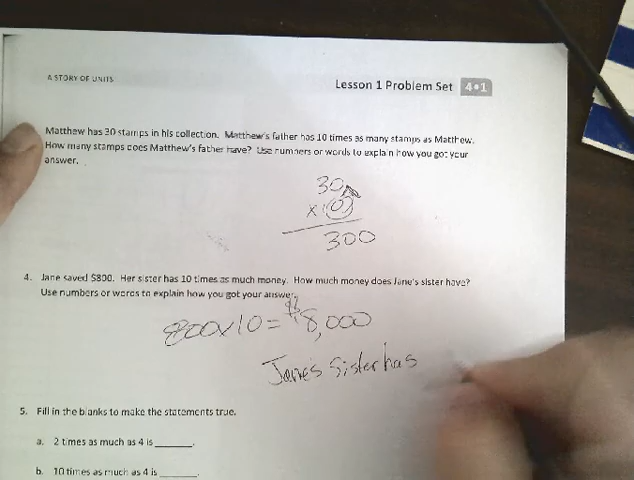 A STORY OF UNITS
Lesson 1 Problem Set 4•1
Matthew has 30 stamps in his collection. Matthew's father has 10 times as many stamps as Matthew.
How many stamps does Matthew's father have? Use numbers or words to explain how you got your
answer.
30
x10
300
4. Jane saved $800. Her sister has 10 times as much money. How much money does Jane's sister have?
Use numbers or words to explain how you got your answer.
800x10=$8,000
Jane's Sister has
5. Fill in the blanks to make the statements true.
a. 2 times as much as 4 is ______.
b. 10 times as much as 4 is ______.